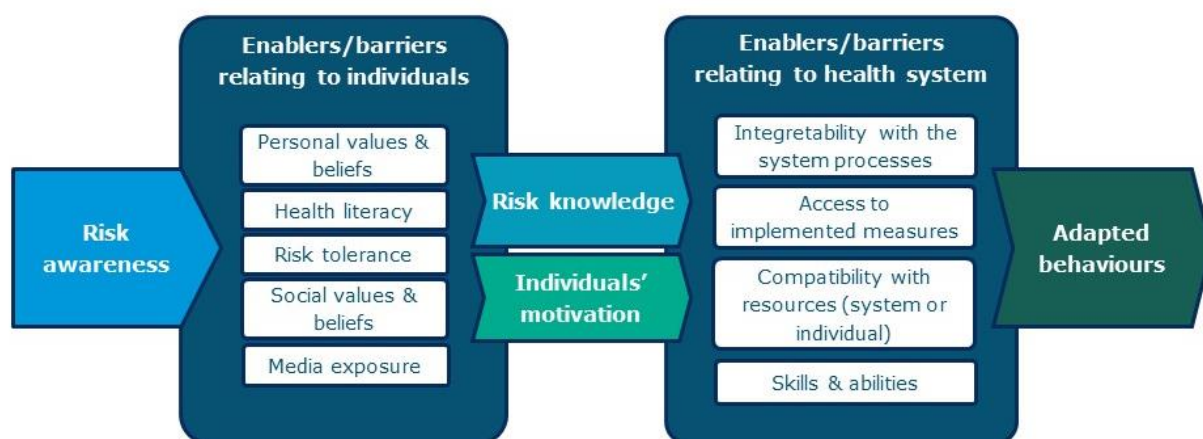 Risk
awareness
Enablers/barriers
relating to individuals
Personal values &
beliefs
Health literacy
Risk tolerance
Social values &
beliefs
Media exposure
Risk knowledge
Individuals'
motivation
Enablers/barriers
relating to health system
Integretability with the
system processes
Access to
implemented measures
Compatibility with
resources (system or
individual)
Skills & abilities
Adapted
behaviours